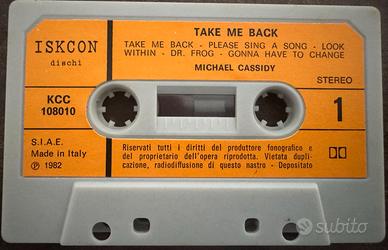 ISKCON
dischi
TAKE ME BACK
TAKE ME BACK - PLEASE SING A SONG - LOOK
WITHIN - DR. FROG - GONNA HAVE TO CHANGE
MICHAEL CASSIDY
STEREO
KCC
108010
1
S.I.A.E.
Made in Italy
℗ 1982
Riservati tutti i diritti del produttore fonografico e
del proprietario dell'opera riprodotta. Vietata dupli-
cazione, radiodiffusione di questo nastro - Depositato
subito